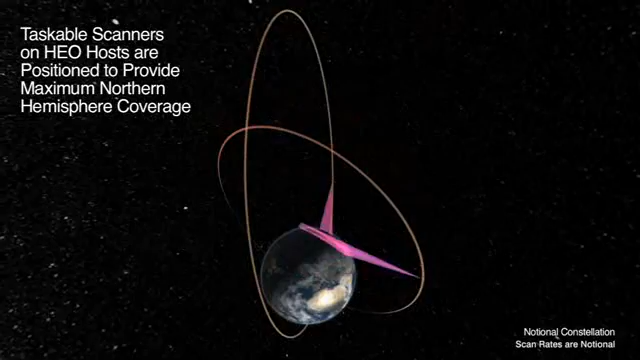 Taskable Scanners
on HEO Hosts are
Positioned to Provide
Maximum Northern
Hemisphere Coverage
Notional Constellation
Scan Rates are Notional